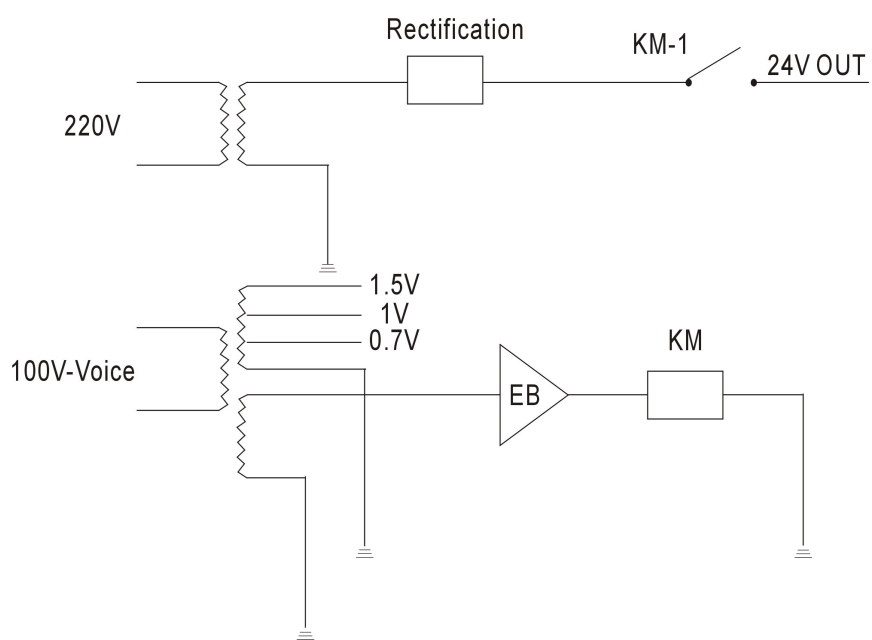 Rectification
KM-1
24V OUT
220V
1.5V
1V
0.7V
100V-Voice
KM
EB